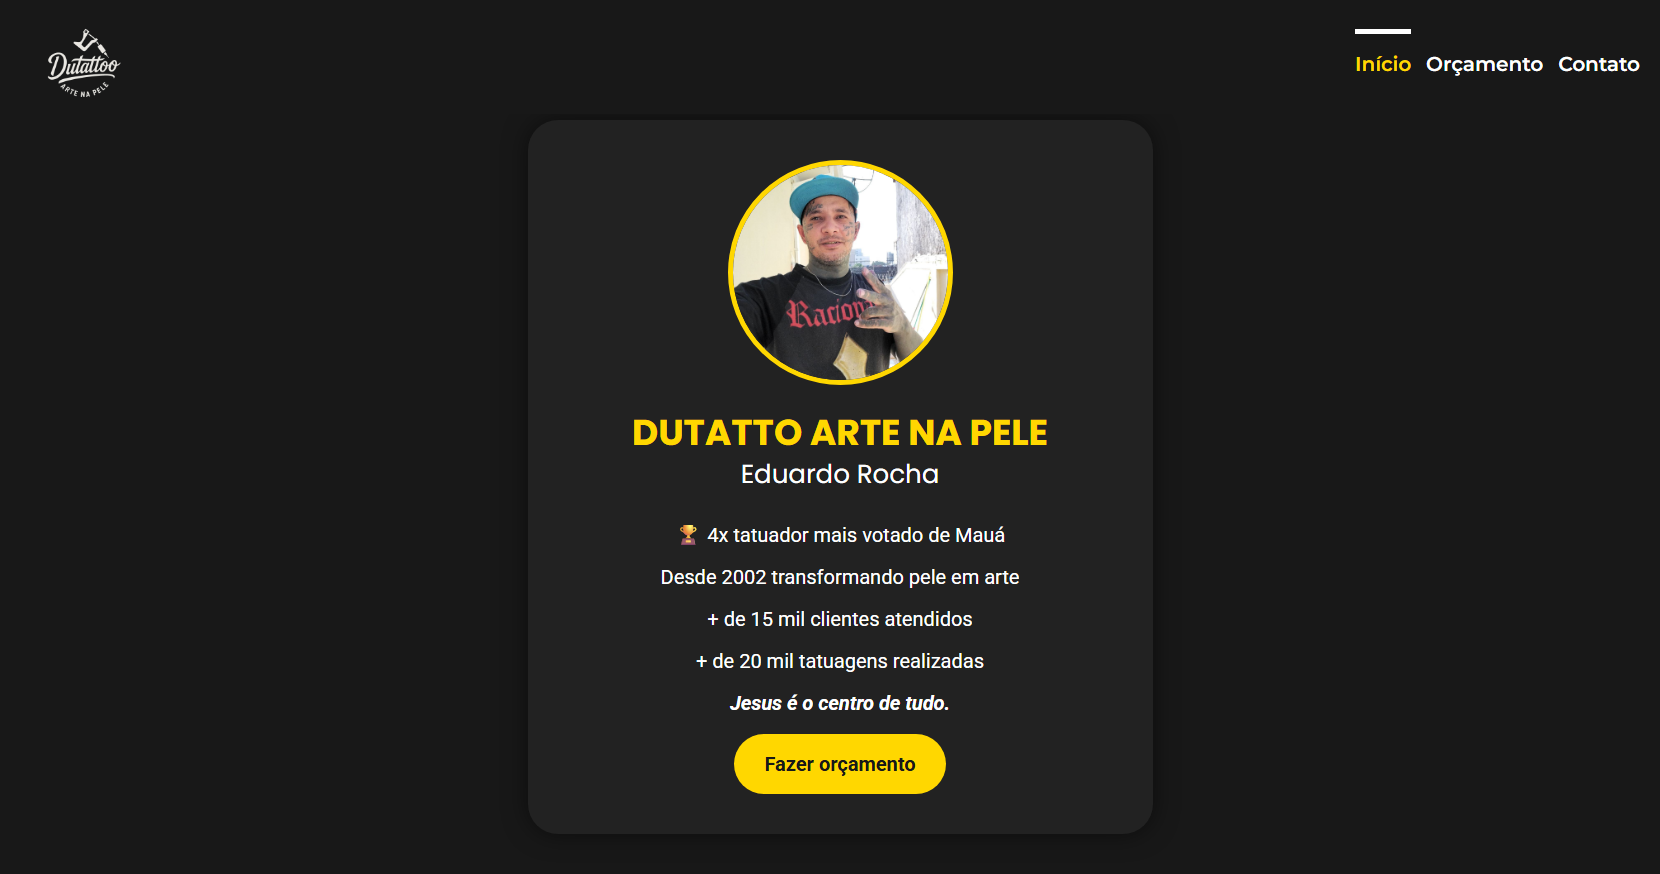 Dutattoo
ARTE NA PELE
Início Orçamento Contato
Racion
DUTATTO ARTE NA PELE
Eduardo Rocha
🏆 4x tatuador mais votado de Mauá
Desde 2002 transformando pele em arte
+ de 15 mil clientes atendidos
+ de 20 mil tatuagens realizadas
Jesus é o centro de tudo.
Fazer orçamento